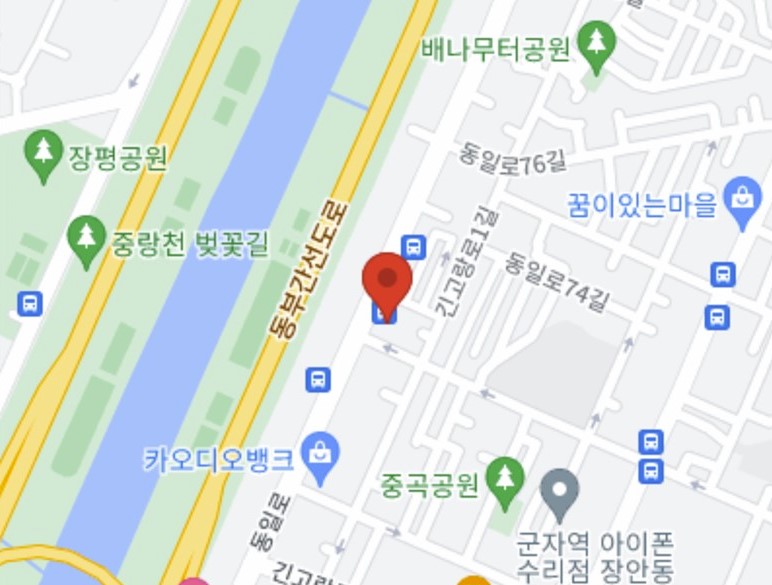 배나무터공원
장평공원
동일로76길
꿈이있는마을
중랑천 벚꽃길
동부간선도로
긴고랑로1길
동일로74길
카오디오뱅크
중곡공원
동일로
군자역 아이폰
수리점 장안동